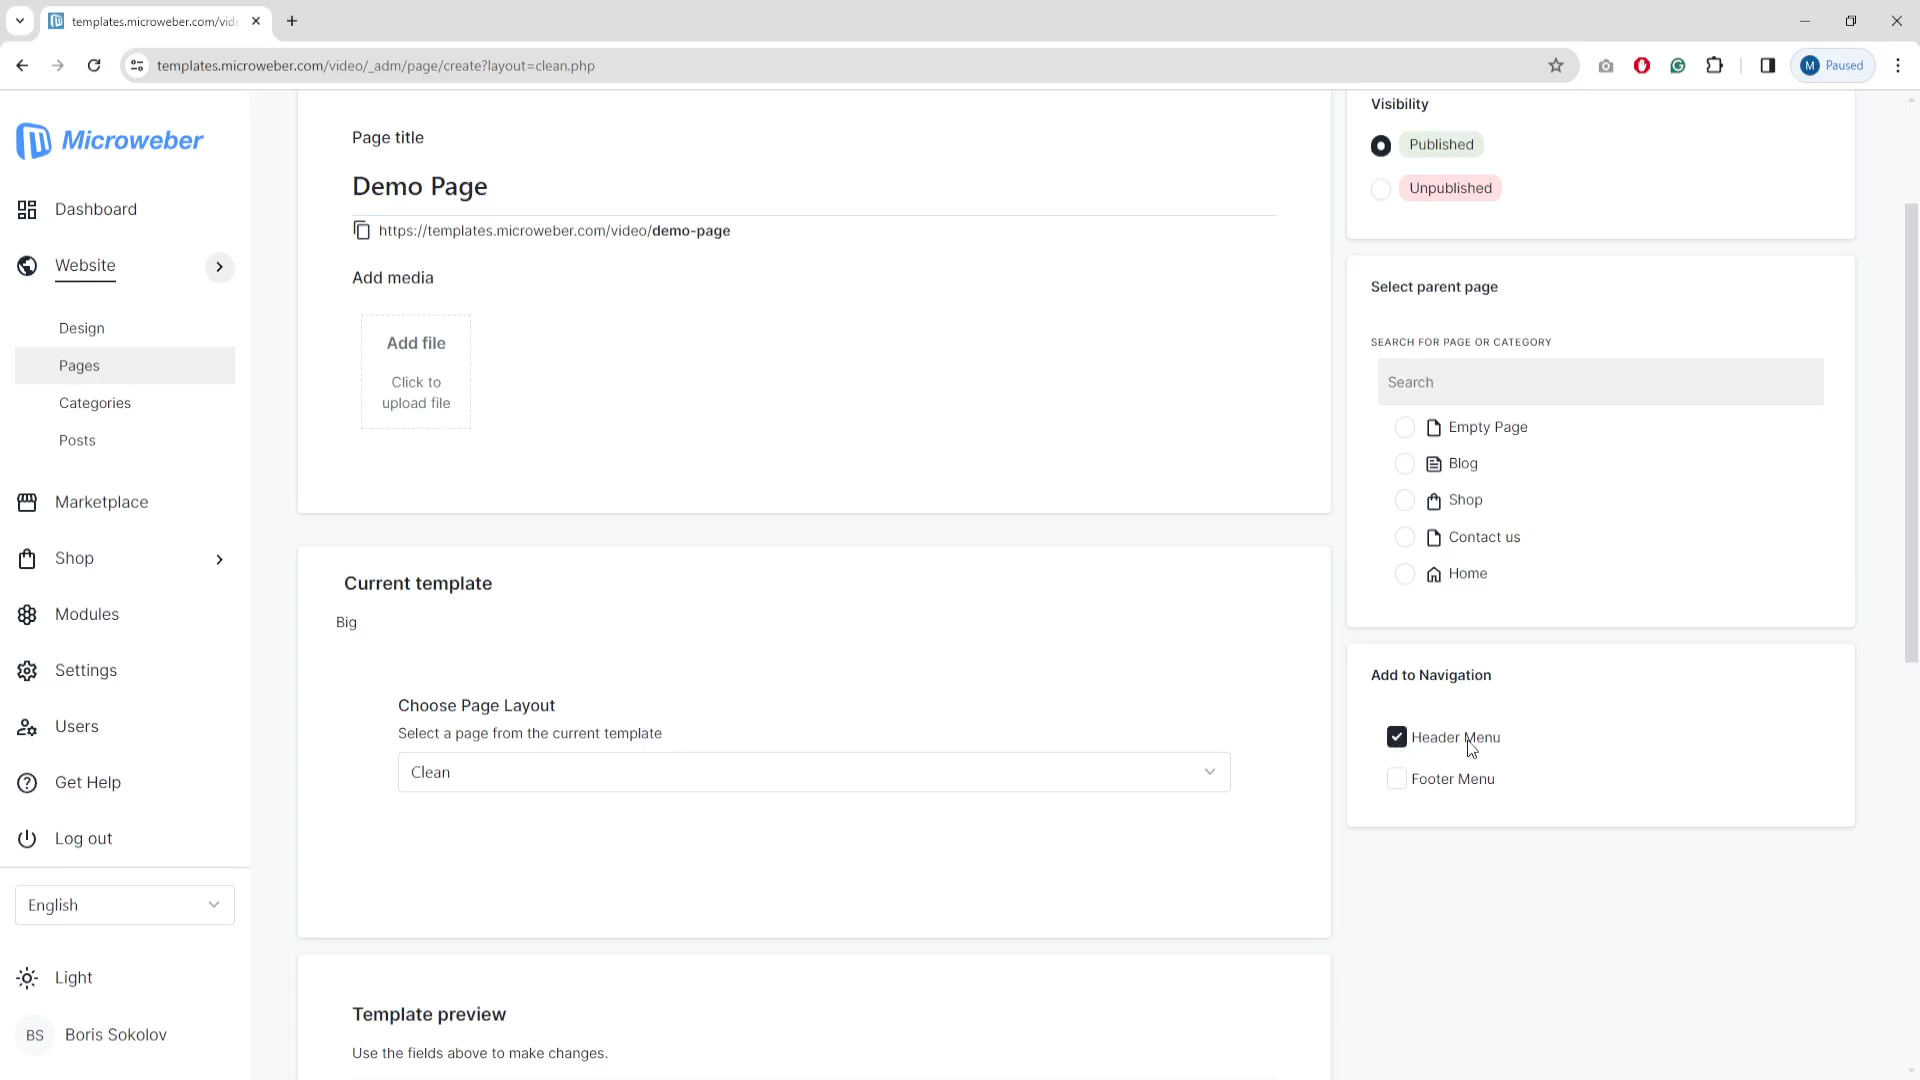 templates.microweber.com/vid
templates.microweber.com/video/_adm/page/create?layout=clean.php
M Paused
Microweber
Dashboard
Website
Design
Pages
Categories
Posts
Marketplace
Shop
Modules
Settings
Users
Get Help
Log out
English
Light
BS Boris Sokolov
Page title
Demo Page
https://templates.microweber.com/video/demo-page
Add media
Add file
Click to
upload file
Current template
Big
Choose Page Layout
Select a page from the current template
Clean
Template preview
Use the fields above to make changes.
Visibility
Published
Unpublished
Select parent page
SEARCH FOR PAGE OR CATEGORY
Search
Empty Page
Blog
Shop
Contact us
Home
Add to Navigation
Header Menu
Footer Menu